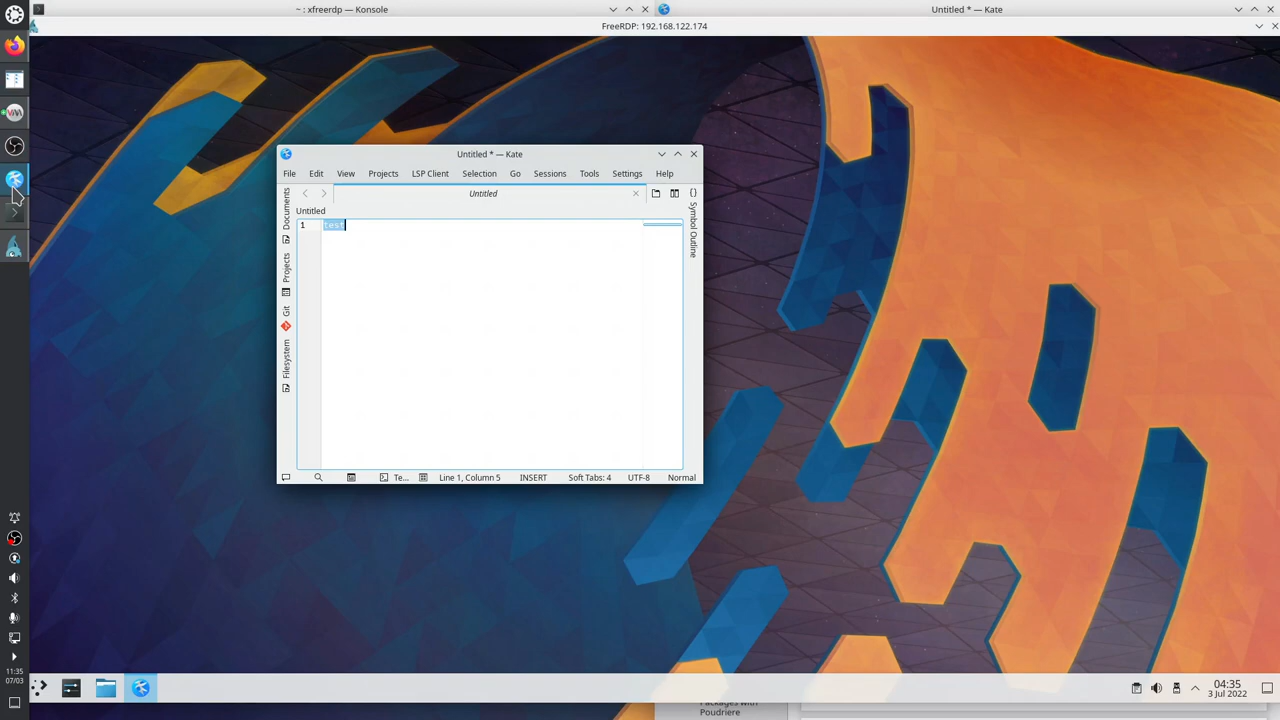 ~ : xfreerdp — Konsole
Untitled * — Kate
FreeRDP: 192.168.122.174
Untitled * — Kate
File Edit View Projects LSP Client Selection Go Sessions Tools Settings Help
Untitled
Untitled
1 test
Documents
Projects
Git
Filesystem
Symbol Outline
Te... Line 1, Column 5 INSERT Soft Tabs: 4 UTF-8 Normal
11:35
07/03
04:35
3 Jul 2022
Packages with
Poudriere